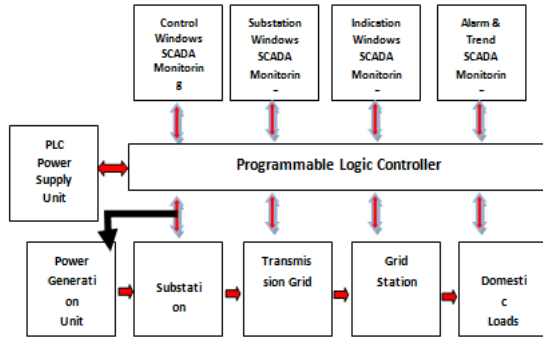 Control
Windows
SCADA
Monitorin
g
Substation
Windows
SCADA
Monitorin
Indication
Windows
SCADA
Monitorin
Alarm &
Trend
SCADA
Monitorin
PLC
Power
Supply
Unit
Programmable Logic Controller
Power
Generati
on
Unit
Substati
on
Transmis
sion Grid
Grid
Station
Domesti
c
Loads